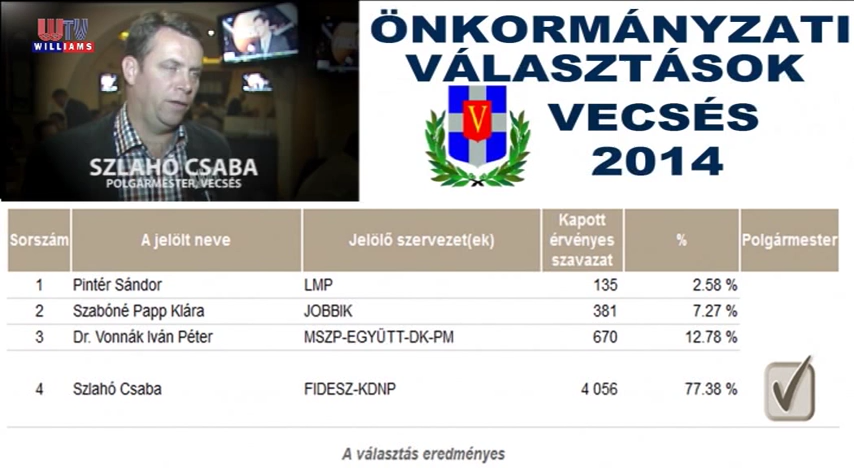 WTV
WILLIAMS
SZLAHÓ CSABA
POLGÁRMESTER, VECSÉS
ÖNKORMÁNYZATI
VÁLASZTÁSOK
V
VECSÉS
2014
Sorszám A jelölt neve Jelölő szervezet(ek) Kapott érvényes szavazat % Polgármester
1 Pintér Sándor LMP 135 2.58 %
2 Szabóné Papp Klára JOBBIK 381 7.27 %
3 Dr. Vonnák Iván Péter MSZP-EGYÜTT-DK-PM 670 12.78 %
4 Szlahó Csaba FIDESZ-KDNP 4 056 77.38 %
A választás eredményes